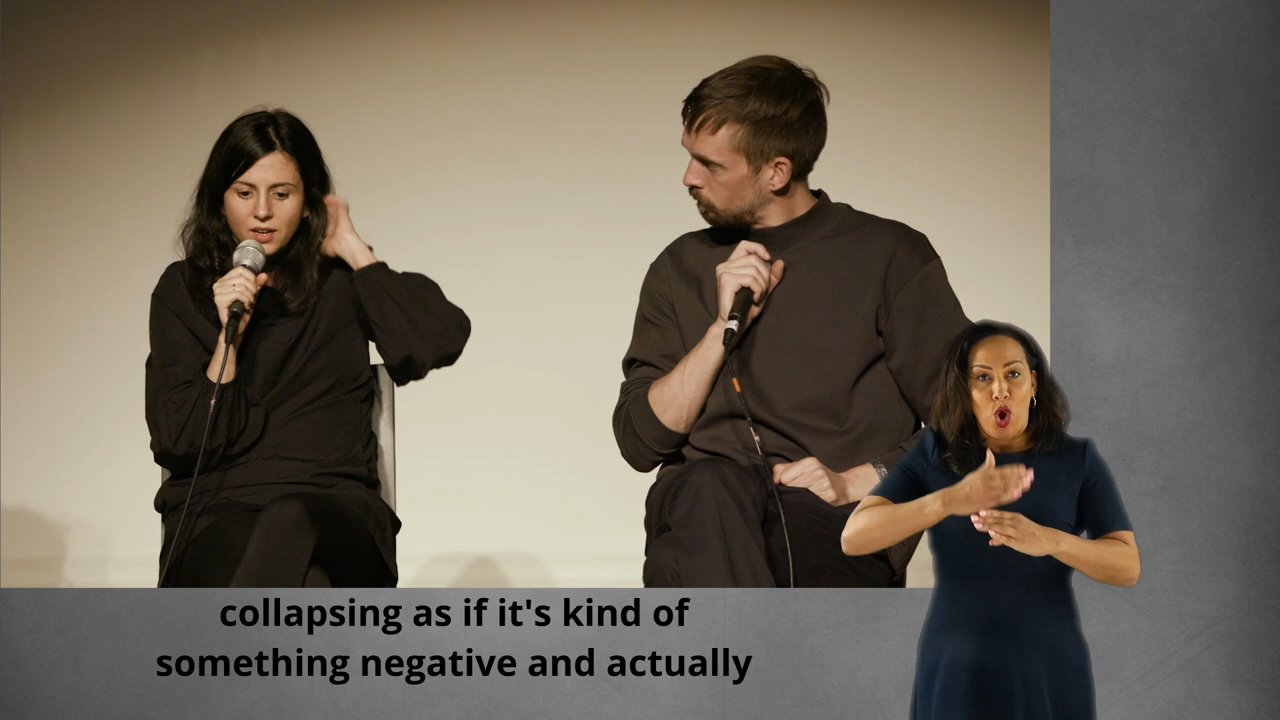 collapsing as if it's kind of
something negative and actually